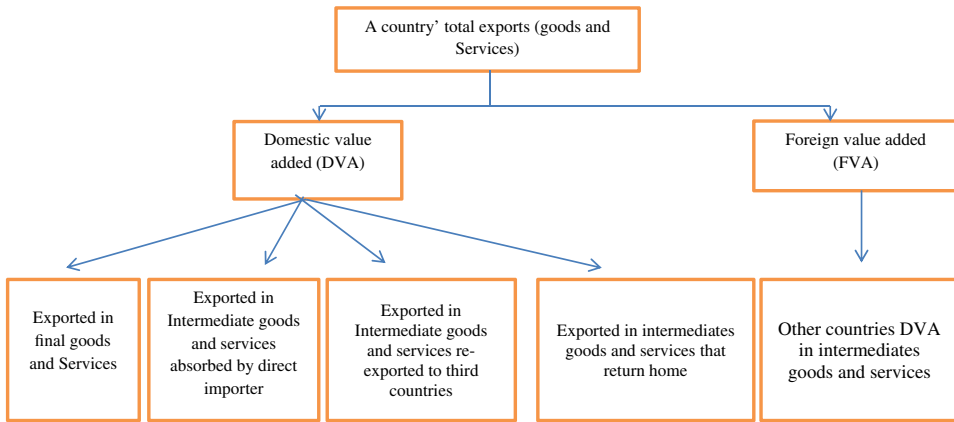 A country’ total exports (goods and
Services)
Domestic value
added (DVA)
Foreign value added
(FVA)
Exported in
final goods
and Services
Exported in
Intermediate goods
and services
absorbed by direct
importer
Exported in
Intermediate goods
and services re-
exported to third
countries
Exported in intermediates
goods and services that
return home
Other countries DVA
in intermediates
goods and services